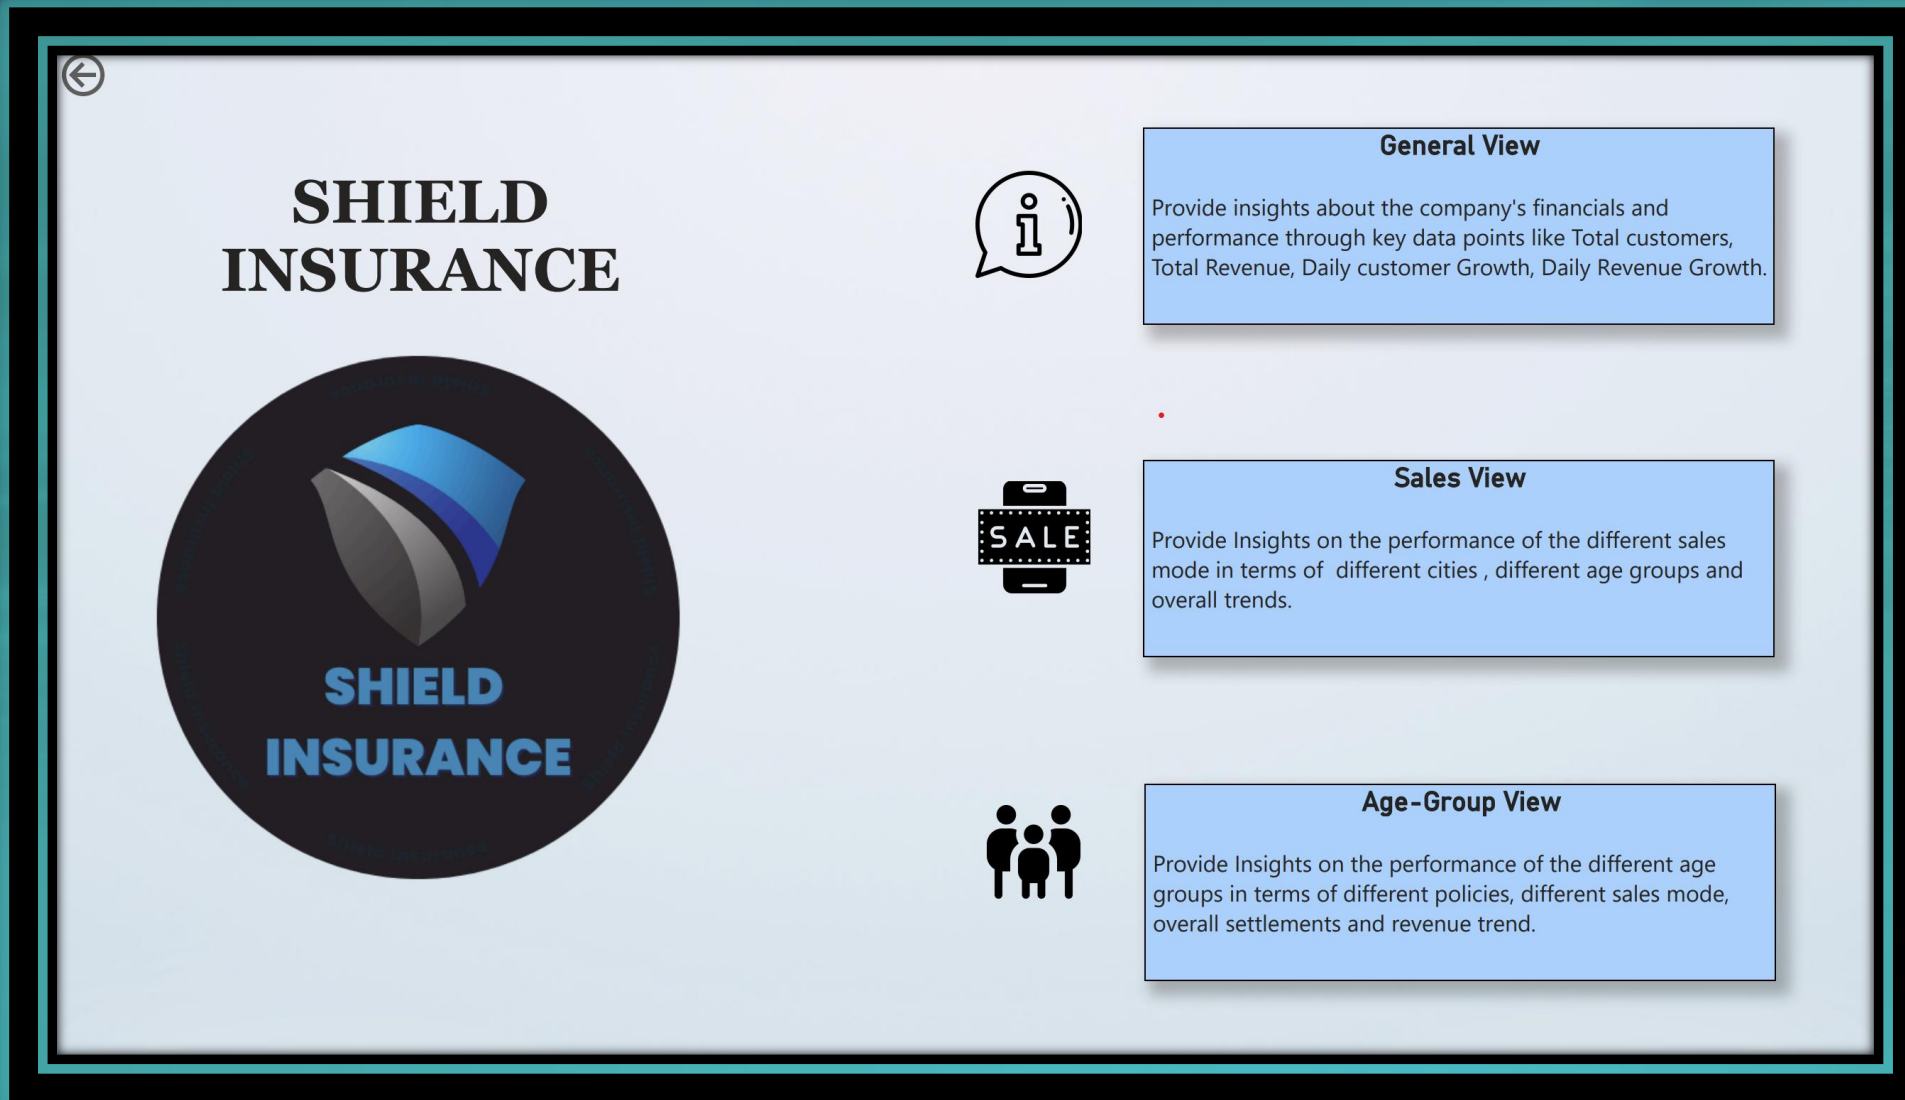 SHIELD
INSURANCE
SHIELD
INSURANCE
General View
Provide insights about the company's financials and
performance through key data points like Total customers,
Total Revenue, Daily customer Growth, Daily Revenue Growth.
SALE
Sales View
Provide Insights on the performance of the different sales
mode in terms of  different cities , different age groups and
overall trends.
Age-Group View
Provide Insights on the performance of the different age
groups in terms of different policies, different sales mode,
overall settlements and revenue trend.